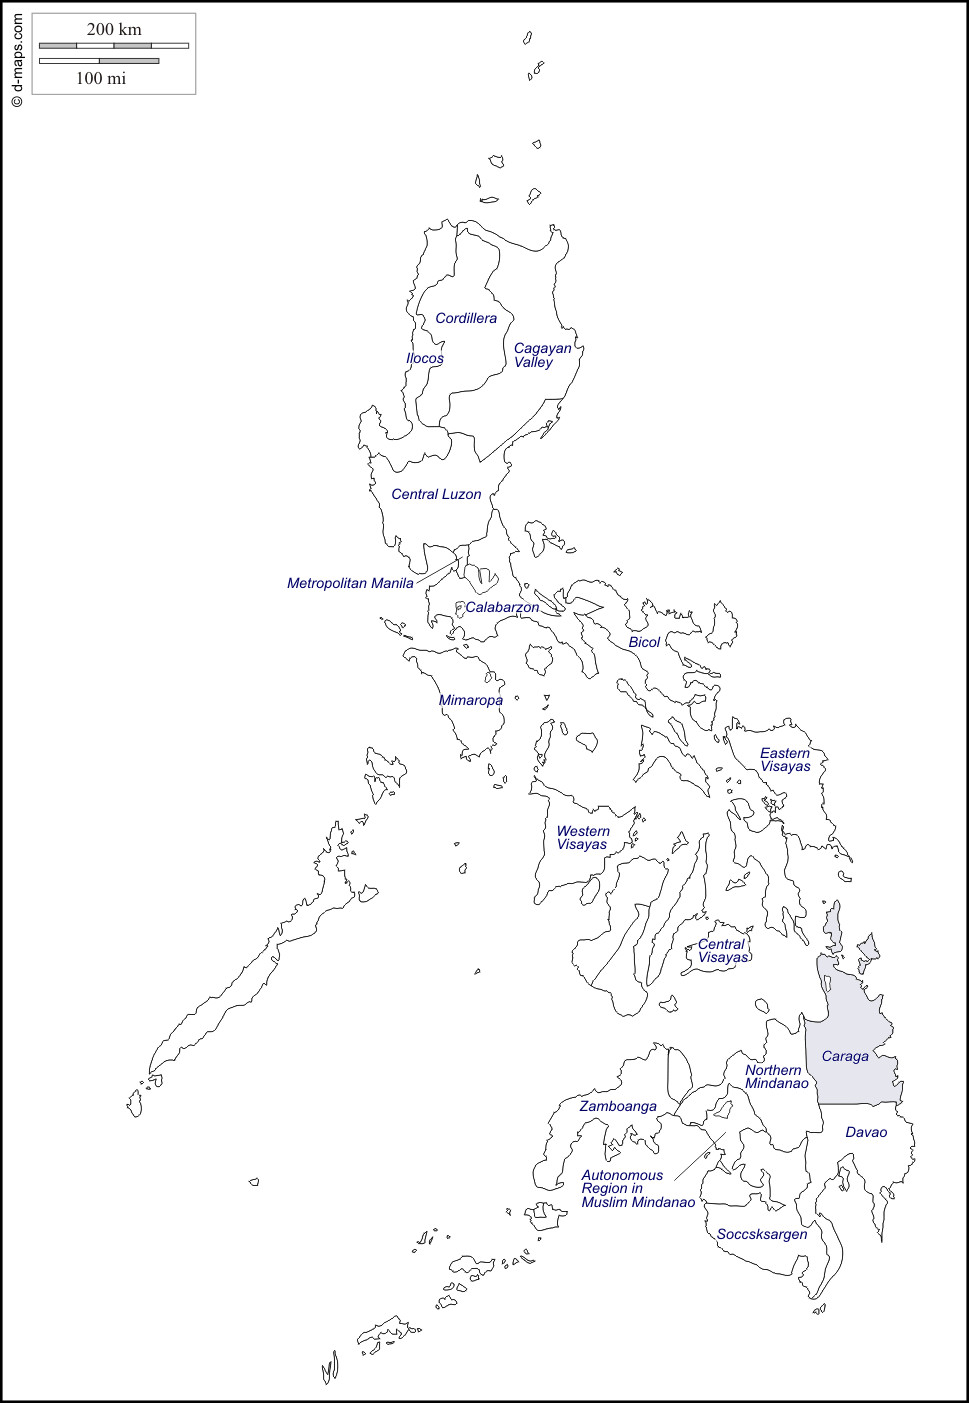 © d-maps.com
200 km
100 mi
Cordillera
Ilocos
Cagayan
Valley
Central Luzon
Metropolitan Manila
Calabarzon
Bicol
Mimaropa
Eastern
Visayas
Western
Visayas
Central
Visayas
Caraga
Northern
Mindanao
Zamboanga
Davao
Autonomous
Region in
Muslim Mindanao
Soccsksargen